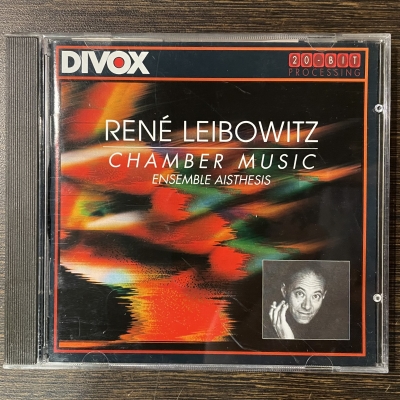 DIVOX
20-BIT
PROCESSING
RENÉ LEIBOWITZ
CHAMBER MUSIC
ENSEMBLE AISTHESIS